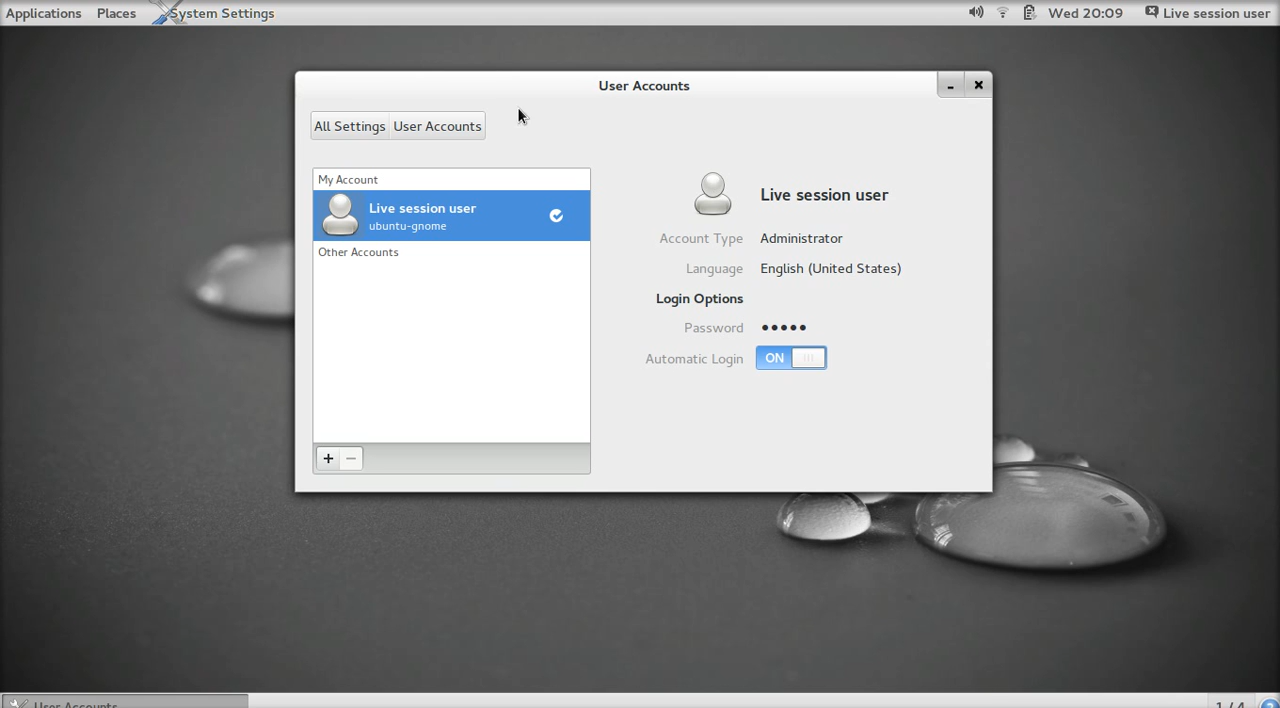 Applications Places System Settings Wed 20:09 Live session user
User Accounts
All Settings User Accounts
My Account
Live session user
ubuntu-gnome
Other Accounts
Live session user
Account Type Administrator
Language English (United States)
Login Options
Password •••••
Automatic Login ON
+ −
User Accounts 1 / 4 ?